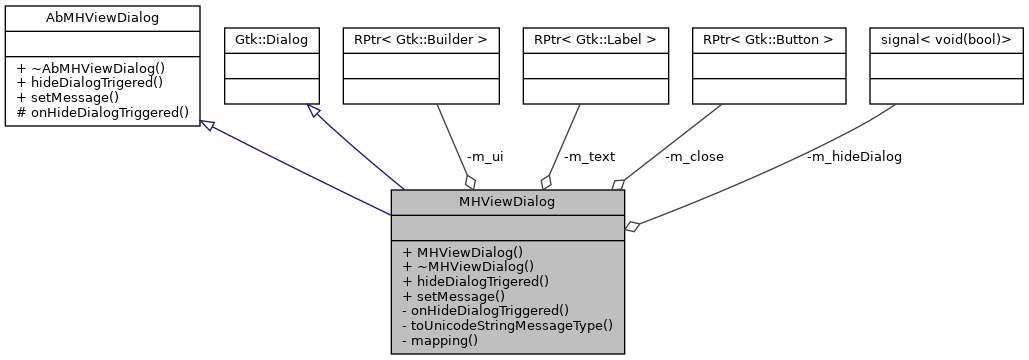 AbMHViewDialog
+ ~AbMHViewDialog()
+ hideDialogTrigered()
+ setMessage()
# onHideDialogTriggered()
Gtk::Dialog
RPtr< Gtk::Builder >
RPtr< Gtk::Label >
RPtr< Gtk::Button >
signal< void(bool)>
-m_ui
-m_text
-m_close
-m_hideDialog
MHViewDialog
+ MHViewDialog()
+ ~MHViewDialog()
+ hideDialogTrigered()
+ setMessage()
- onHideDialogTriggered()
- toUnicodeStringMessageType()
- mapping()